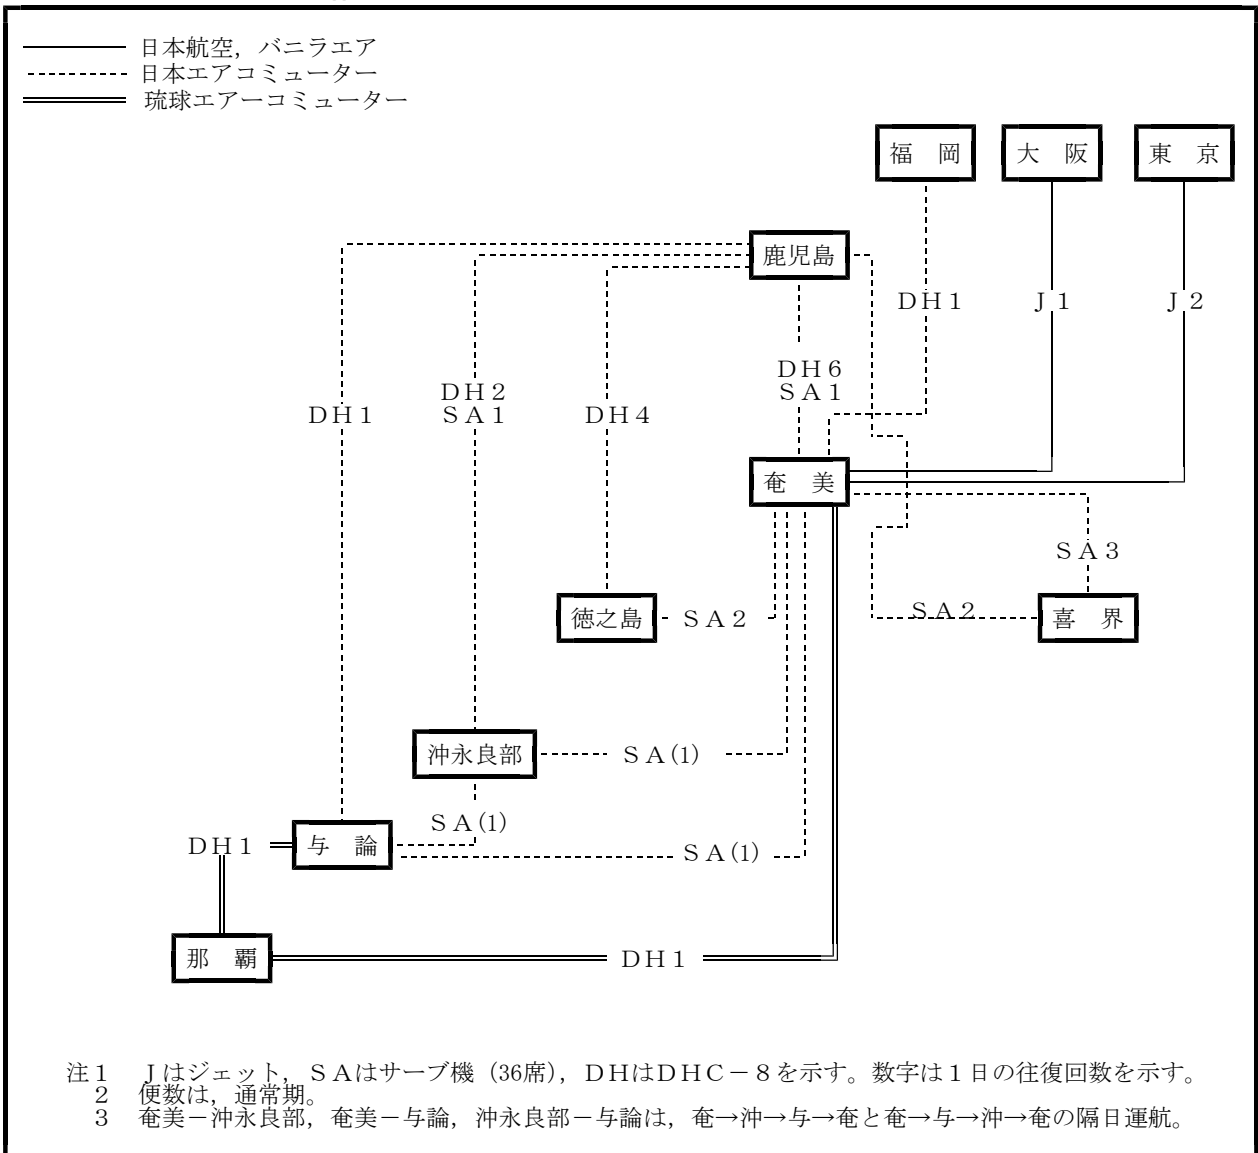 日本航空，バニラエア
日本エアコミューター
琉球エアーコミューター
福　岡
大　阪
東　京
鹿児島
ＤＨ１
Ｊ１
Ｊ２
ＤＨ６
ＳＡ１
ＤＨ２
ＳＡ１
ＤＨ１
ＤＨ４
奄　美
ＳＡ３
徳之島
ＳＡ２
ＳＡ２
喜　界
沖永良部
ＳＡ(1)
ＳＡ(1)
ＤＨ１
与　論
ＳＡ(1)
那　覇
ＤＨ１
注１　Ｊはジェット，ＳＡはサーブ機（36席），ＤＨはＤＨＣ－８を示す。数字は１日の往復回数を示す。
２　便数は，通常期。
３　奄美－沖永良部，奄美－与論，沖永良部－与論は，奄→沖→与→奄と奄→与→沖→奄の隔日運航。